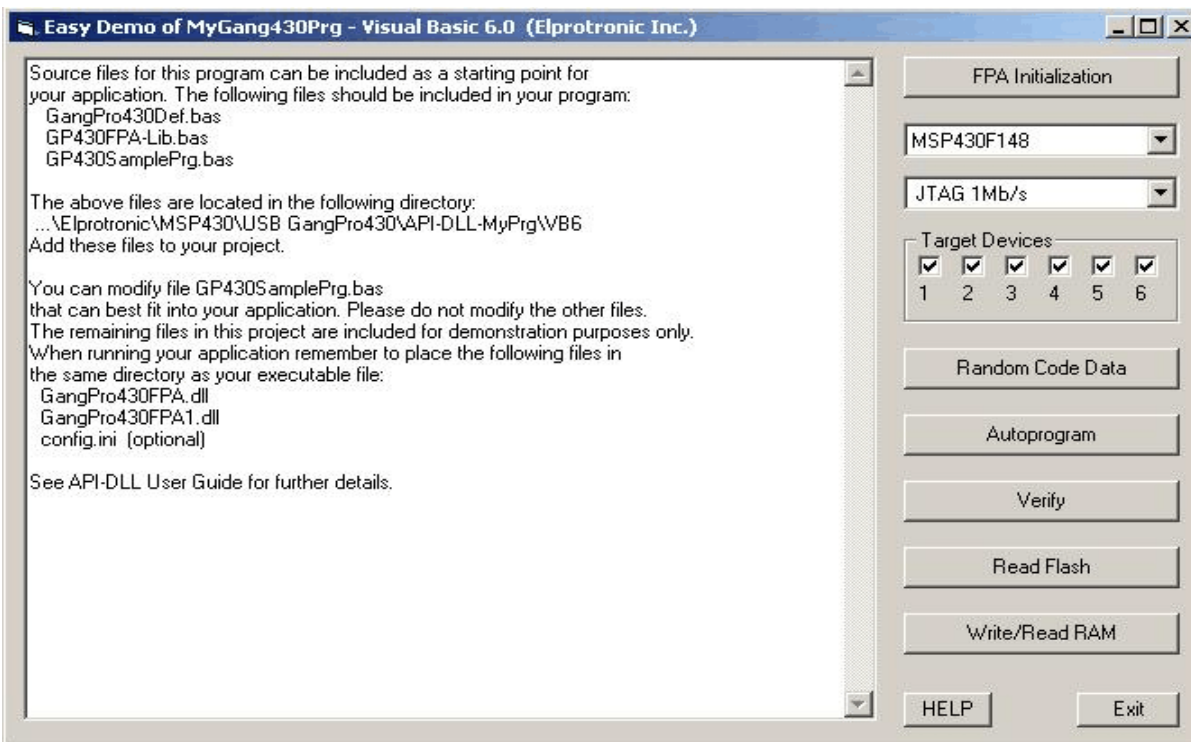 Easy Demo of MyGang430Prg - Visual Basic 6.0 (Elprotronic Inc.)
Source files for this program can be included as a starting point for
your application. The following files should be included in your program:
GangPro430Def.bas
GP430FPA-Lib.bas
GP430SamplePrg.bas
The above files are located in the following directory:
...\Elprotronic\MSP430\USB GangPro430\API-DLL-MyPrg\VB6
Add these files to your project.
You can modify file GP430SamplePrg.bas
that can best fit into your application. Please do not modify the other files.
The remaining files in this project are included for demonstration purposes only.
When running your application remember to place the following files in
the same directory as your executable file:
GangPro430FPA.dll
GangPro430FPA1.dll
config.ini (optional)
See API-DLL User Guide for further details.
FPA Initialization
MSP430F148
JTAG 1Mb/s
Target Devices
1 2 3 4 5 6
Random Code Data
Autoprogram
Verify
Read Flash
Write/Read RAM
HELP
Exit